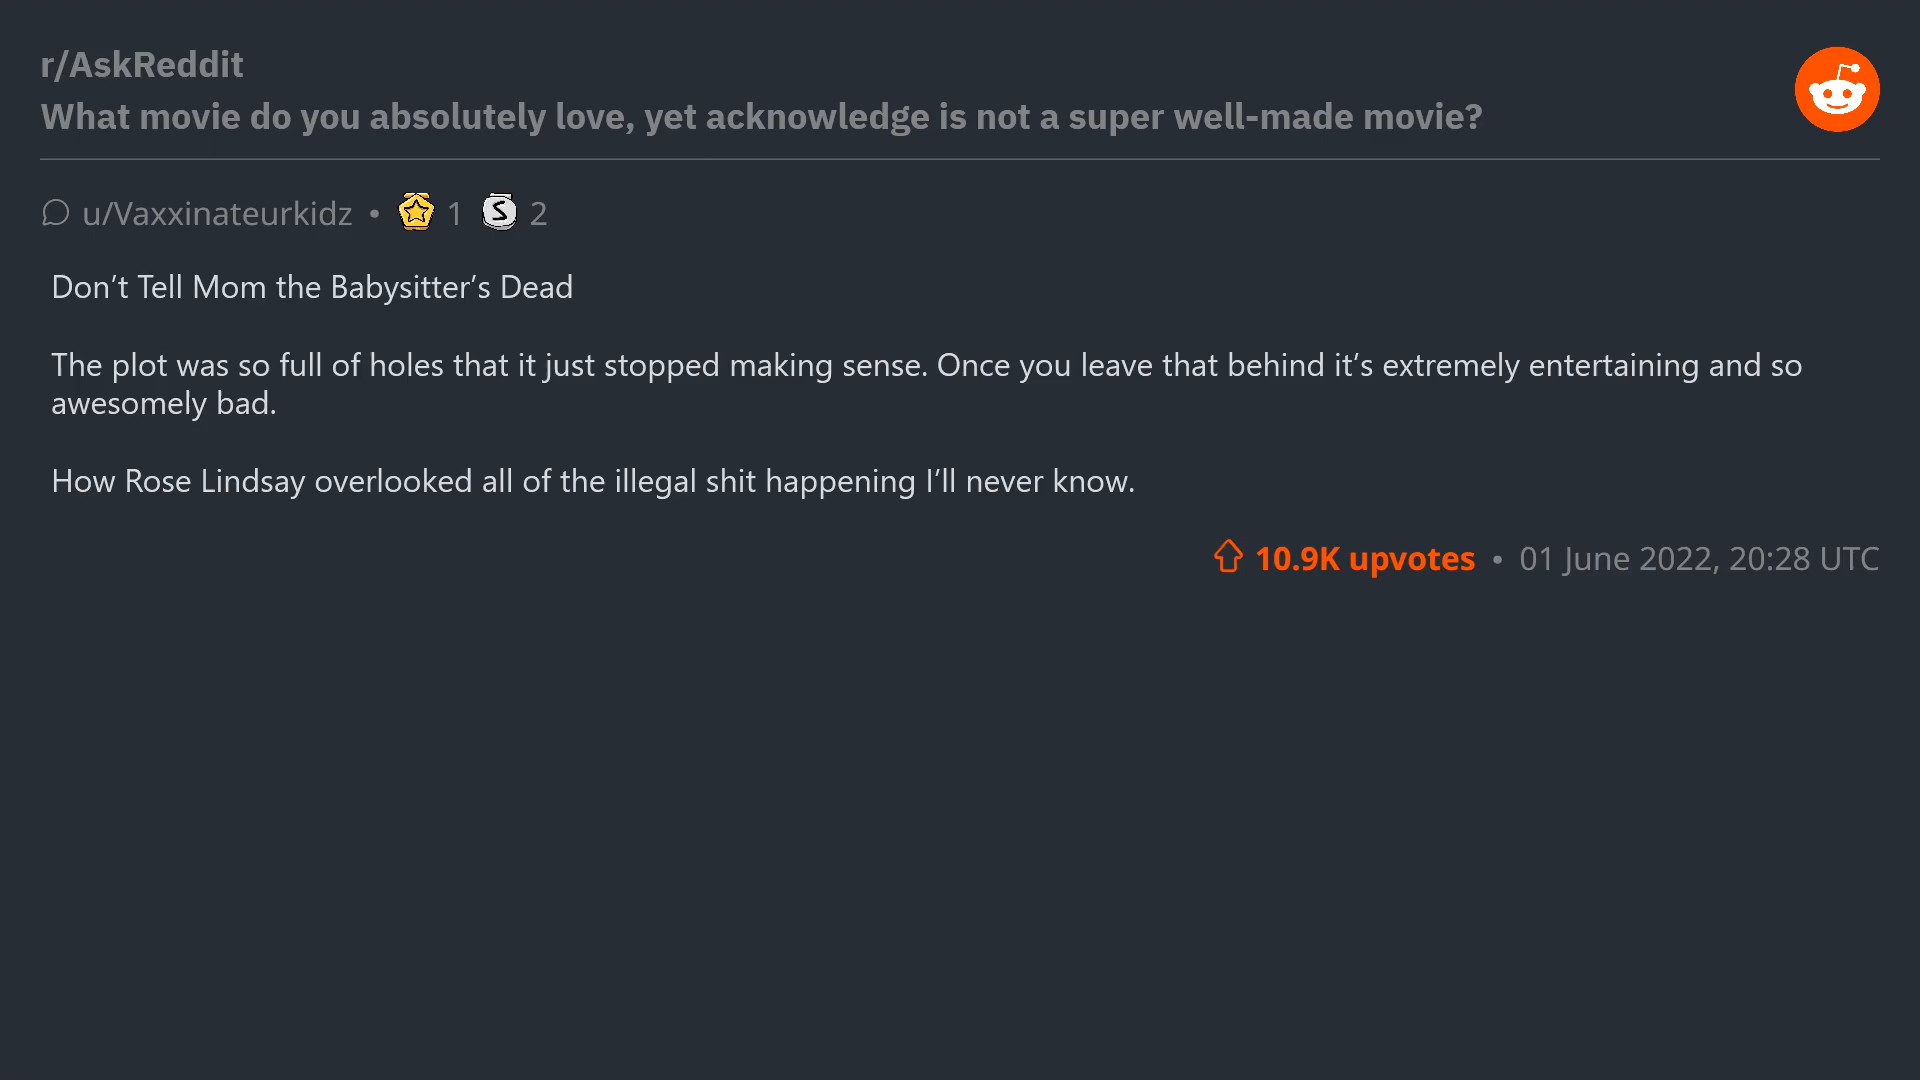 r/AskReddit
What movie do you absolutely love, yet acknowledge is not a super well-made movie?
u/Vaxxinateurkidz • 1 S 2
Don’t Tell Mom the Babysitter’s Dead
The plot was so full of holes that it just stopped making sense. Once you leave that behind it’s extremely entertaining and so
awesomely bad.
How Rose Lindsay overlooked all of the illegal shit happening I’ll never know.
10.9K upvotes • 01 June 2022, 20:28 UTC